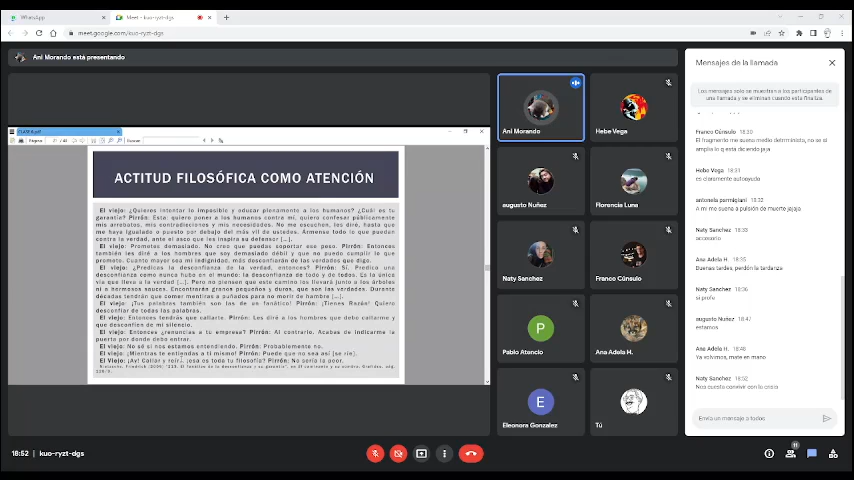 WhatsApp
Meet - kuo-ryzt-dgs
meet.google.com/kuo-ryzt-dgs
Ani Morando está presentando
ACTITUD FILOSÓFICA COMO ATENCIÓN
El viejo: ¿Quieres intentar lo imposible y educar plenamente a los humanos? ¿Cuál es tu
garantía? Pirrón: Ésta: quiero poner a los humanos contra mí, quiero confesar públicamente
mis arrebatos, mis contradicciones y mis necedades. No me escuchen, les diré, hasta que
me haya igualado o puesto por debajo del más vil de ustedes. Ármense todo lo que puedan
contra la verdad, ante el asco que les inspira su defensor [...].
El viejo: Prometes demasiado. No creo que puedas soportar ese peso. Pirrón: Entonces
también les diré a los hombres que soy demasiado débil y que no puedo cumplir lo que
prometo. Cuanto mayor sea mi indignidad, más desconfiarán de las verdades que digo.
El viejo: ¿Predicas la desconfianza de la verdad, entonces? Pirrón: Sí. Predico una
desconfianza como nunca hubo en el mundo: la desconfianza de todo y de todos. Es la única
vía que lleva a la verdad [...]. Pero no piensen que este camino los llevará junto a los árboles
ni a hermosos sauces. Encontrarán granos pequeños y duros, que son las verdades. Durante
décadas tendrán que comer mentiras a puñados para no morir de hambre [...].
El viejo: ¡Tus palabras también son las de un fanático! Pirrón: ¡Tienes Razón! Quiero
desconfiar de todas las palabras.
El viejo: Entonces tendrás que callarte. Pirrón: Les diré a los hombres que debo callarme y
que desconfíen de mi silencio.
El viejo: Entonces ¿renuncias a tu empresa? Pirrón: Al contrario. Acabas de indicarme la
puerta por donde debo entrar.
El viejo: No sé si nos estamos entendiendo. Pirrón: Probablemente no.
El viejo: ¡Mientras te entiendas a ti mismo! Pirrón: Puede que no sea así [se ríe].
El Viejo: ¡Ay! Callar y reír: ¿esa es toda tu filosofía? Pirrón: No sería la peor.
Ani Morando
Hebe Vega
augusto Nuñez
Florencia Luna
Naty Sanchez
Franco Cúnsulo
P
Pablo Atencio
Ana Adela H.
E
Eleonora Gonzalez
Tú
Mensajes de la llamada
Los mensajes solo se muestran a los participantes de
una llamada y se eliminan cuando esta finaliza.
Franco Cúnsulo 18:30
El fragmento me sueno medio detrminista, no se si
amplia lo q esta diciendo jaja
Hebe Vega 18:31
es claramente autoayuda
antonela parmigiani 18:32
A mi me suena a pulsión de muerte jajaja
Naty Sanchez 18:33
Ana Adela H. 18:35
Buenas tardes, perdón la tardanza
Naty Sanchez 18:36
si profe
augusto Nuñez 18:47
estamos
Ana Adela H. 18:48
Ya volvimos, mate en mano
Naty Sanchez 18:52
Nos cuesta convivir con la crisis
Envía un mensaje a todos
18:52 | kuo-ryzt-dgs
11